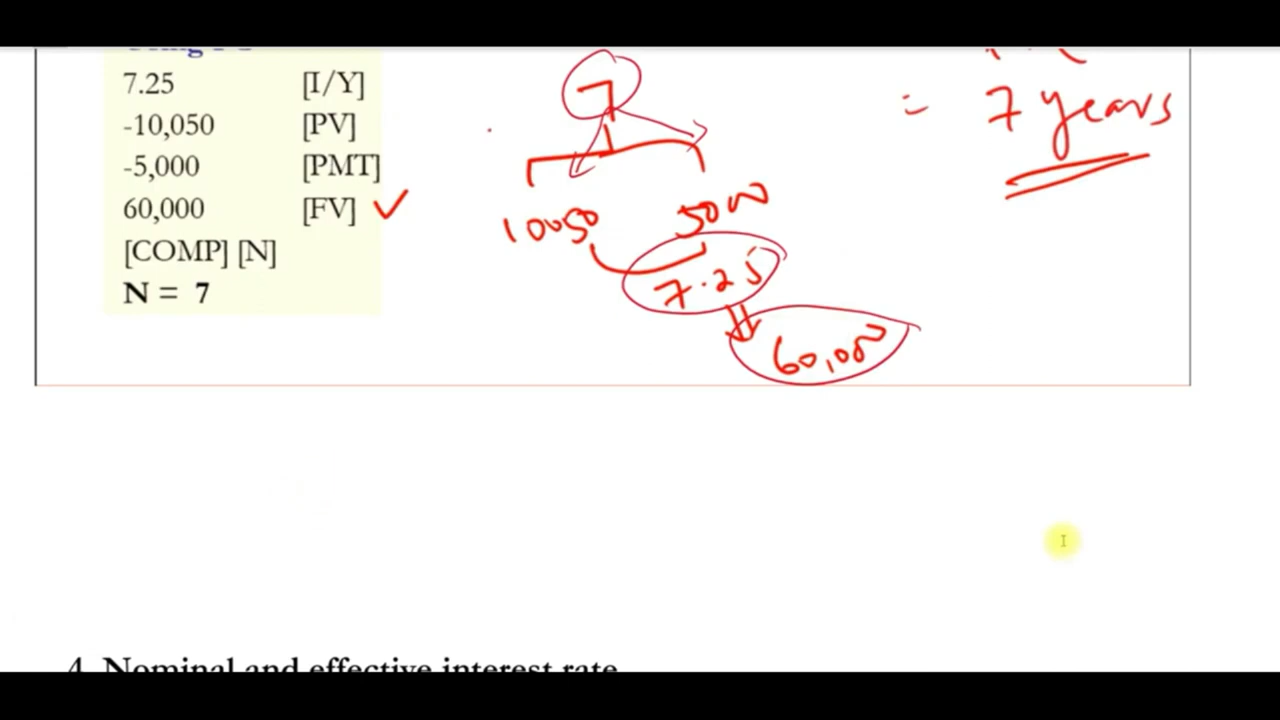 7.25 [I/Y]
-10,050 [PV]
-5,000 [PMT]
60,000 [FV] ✓
[COMP] [N]
N = 7
7
10050 5000
7.25
60,000
= 7 years
4. Nominal and effective interest rate